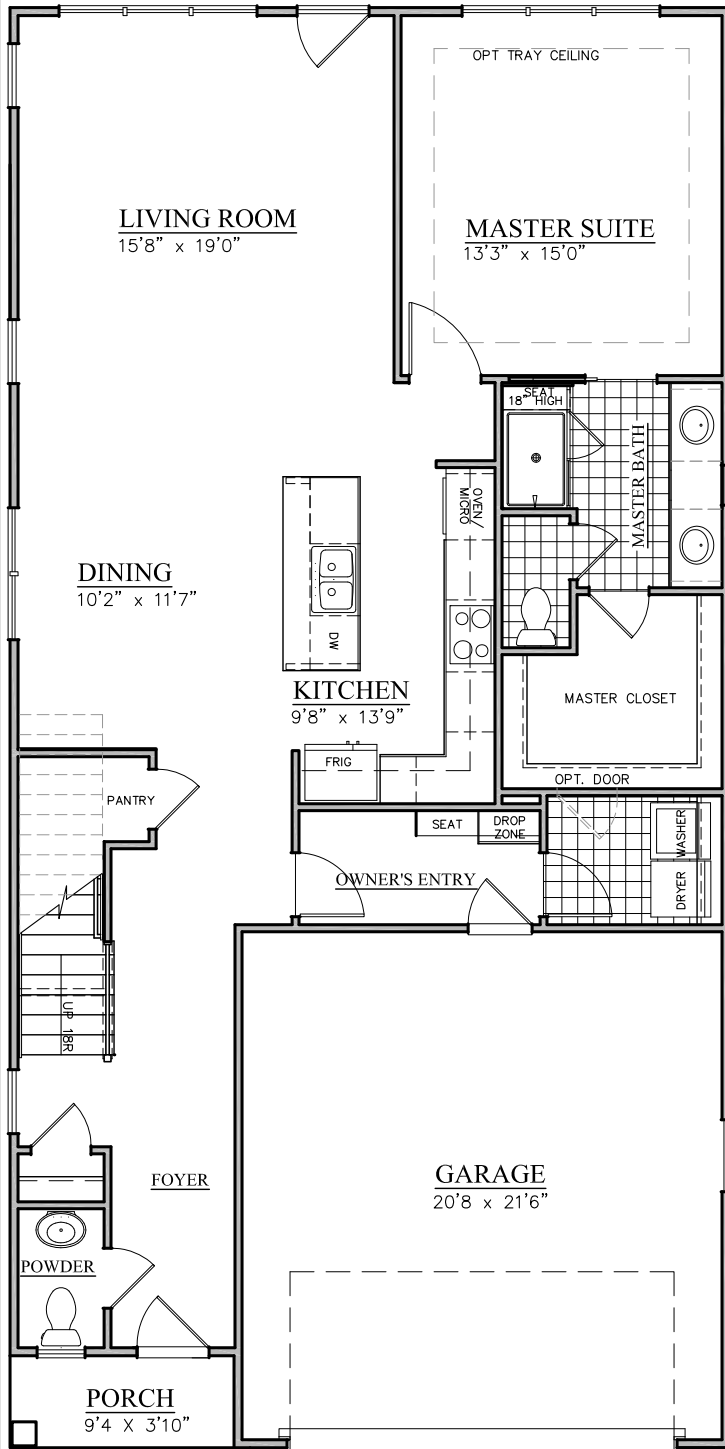 OPT TRAY CEILING
LIVING ROOM
15'8" x 19'0"
MASTER SUITE
13'3" x 15'0"
SEAT
18" HIGH
MASTER BATH
OVEN/
MICRO
DINING
10'2" x 11'7"
DW
KITCHEN
9'8" x 13'9"
MASTER CLOSET
FRIG
OPT. DOOR
PANTRY
SEAT
DROP
ZONE
WASHER
OWNER'S ENTRY
DRYER
UP 18R
FOYER
GARAGE
20'8 x 21'6"
POWDER
PORCH
9'4 X 3'10"